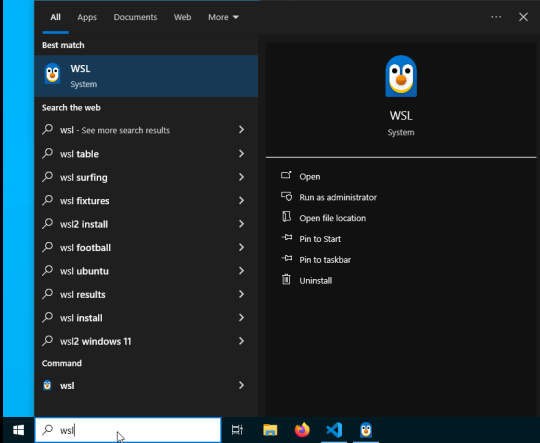 All Apps Documents Web More
Best match
WSL
System
Search the web
wsl - See more search results
wsl table
wsl surfing
wsl fixtures
wsl2 install
wsl football
wsl ubuntu
wsl results
wsl install
wsl2 windows 11
Command
wsl
WSL
System
Open
Run as administrator
Open file location
Pin to Start
Pin to taskbar
Uninstall
wsl